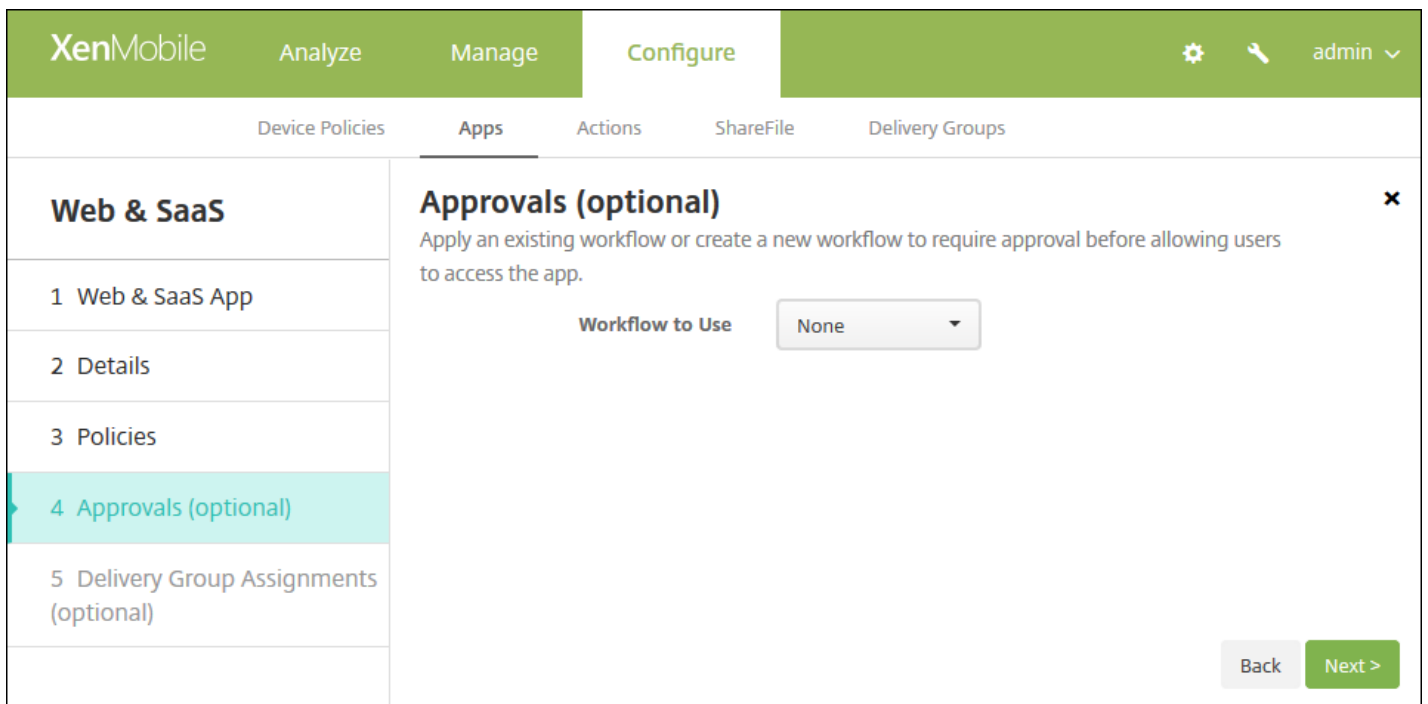 XenMobile Analyze Manage Configure admin
Device Policies Apps Actions ShareFile Delivery Groups
Web & SaaS
1 Web & SaaS App
2 Details
3 Policies
4 Approvals (optional)
5 Delivery Group Assignments
(optional)
Approvals (optional)
Apply an existing workflow or create a new workflow to require approval before allowing users
to access the app.
Workflow to Use None
Back Next >